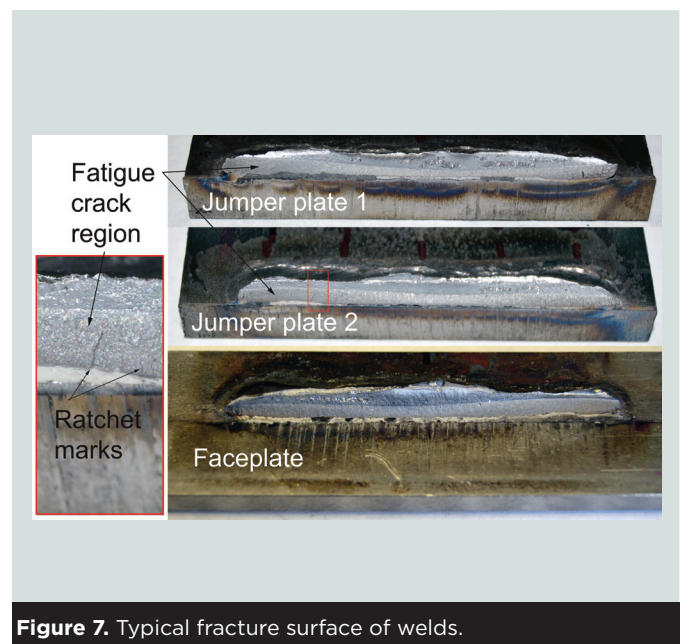 Fatigue
crack
region
Ratchet
marks
Jumper plate 1
Jumper plate 2
Faceplate
Figure 7. Typical fracture surface of welds.